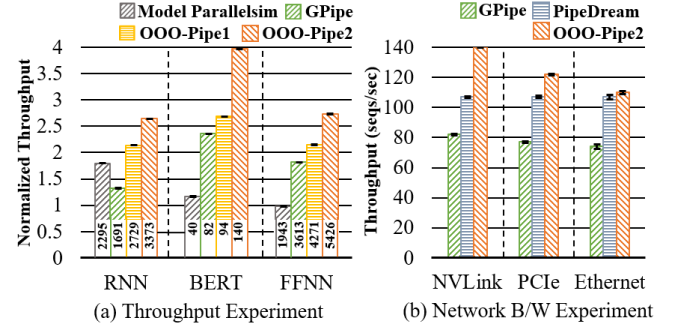 Model Parallelsim GPipe
OOO-Pipe1 OOO-Pipe2
Normalized Throughput
4
3.5
3
2.5
2
1.5
1
0.5
0
2295 1691 2729 3373
40 82 94 140
1943 3613 4271 5426
RNN BERT FFNN
(a) Throughput Experiment
GPipe PipeDream
OOO-Pipe2
Throughput (seqs/sec)
140
120
100
80
60
40
20
0
NVLink PCIe Ethernet
(b) Network B/W Experiment